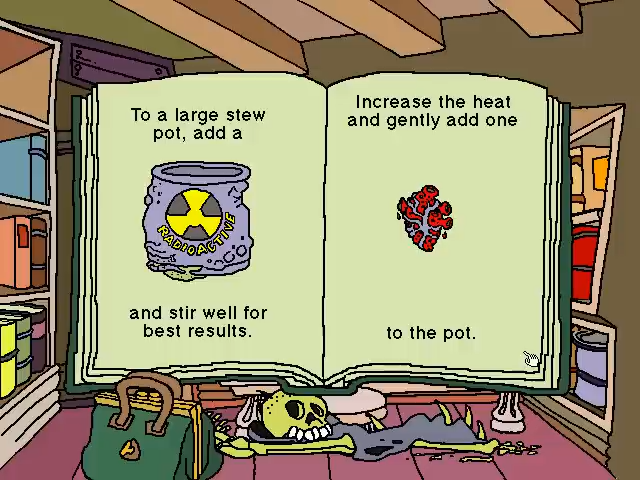 To a large stew
pot, add a
RADIOACTIVE
and stir well for
best results.
Increase the heat
and gently add one
to the pot.